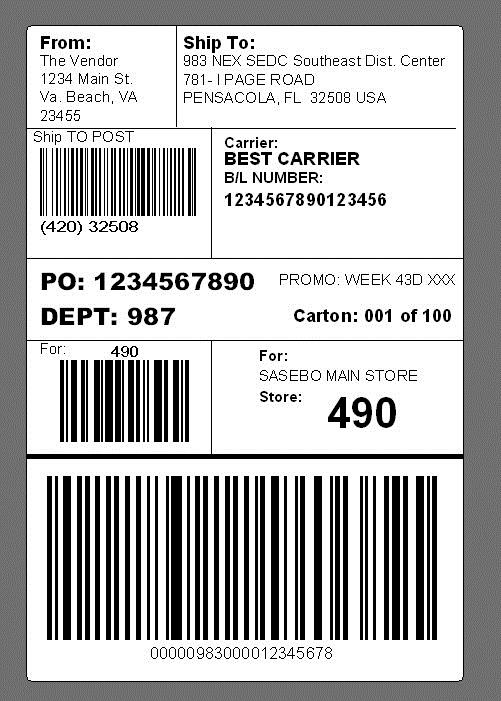 From:
The Vendor
1234 Main St.
Va. Beach, VA
23455
Ship To:
983 NEX SEDC Southeast Dist. Center
781- I PAGE ROAD
PENSACOLA, FL  32508 USA
Ship TO POST
(420) 32508
Carrier:
BEST CARRIER
B/L NUMBER:
1234567890123456
PO: 1234567890
PROMO: WEEK 43D XXX
DEPT: 987
Carton: 001 of 100
For:
490
For:
SASEBO MAIN STORE
Store: 490
00000983000012345678